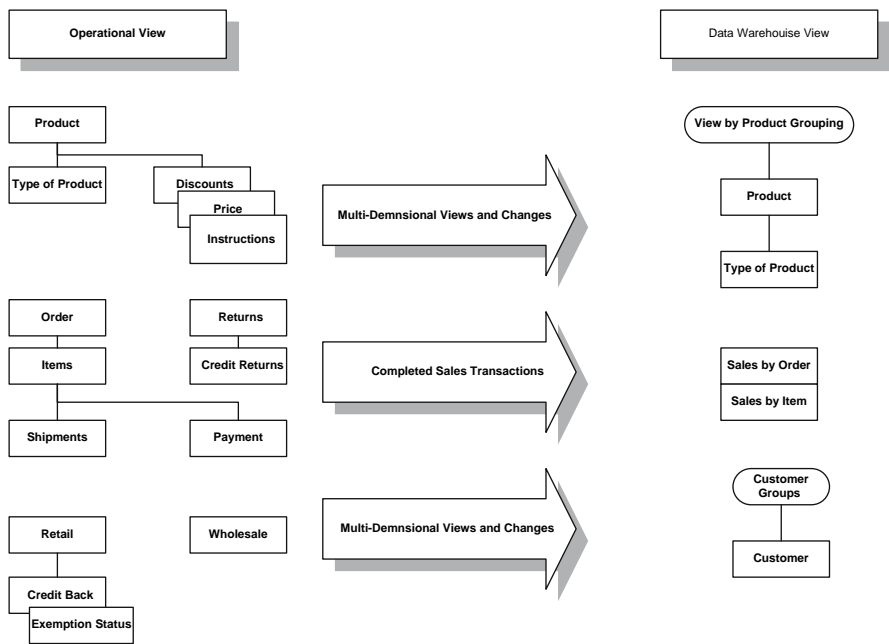 Operational View
Data Warehouise View
Product
Type of Product
Discounts
Price
Instructions
Multi-Demnsional Views and Changes
View by Product Grouping
Product
Type of Product
Order
Returns
Items
Credit Returns
Shipments
Payment
Completed Sales Transactions
Sales by Order
Sales by Item
Retail
Wholesale
Credit Back
Exemption Status
Multi-Demnsional Views and Changes
Customer
Groups
Customer